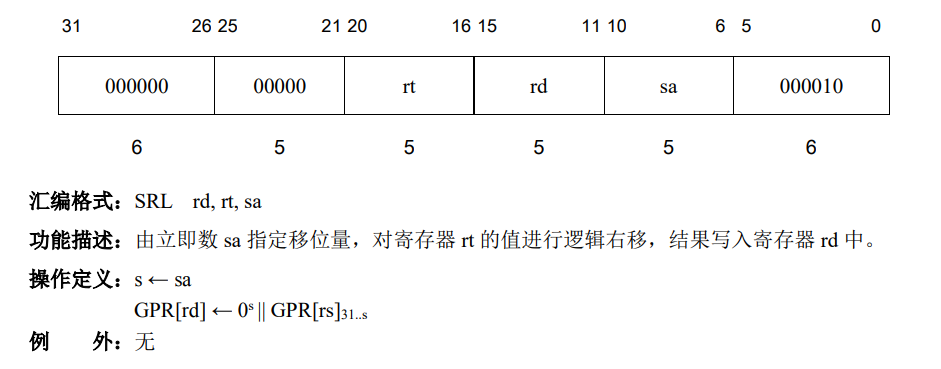 31 26 25 21 20 16 15 11 10 6 5 0
000000 00000 rt rd sa 000010
6 5 5 5 5 6
汇编格式：SRL rd, rt, sa
功能描述：由立即数 sa 指定移位量，对寄存器 rt 的值进行逻辑右移，结果写入寄存器 rd 中。
操作定义：s ← sa
GPR[rd] ← 0ˢ || GPR[rs]₃₁..ₛ
例 外：无